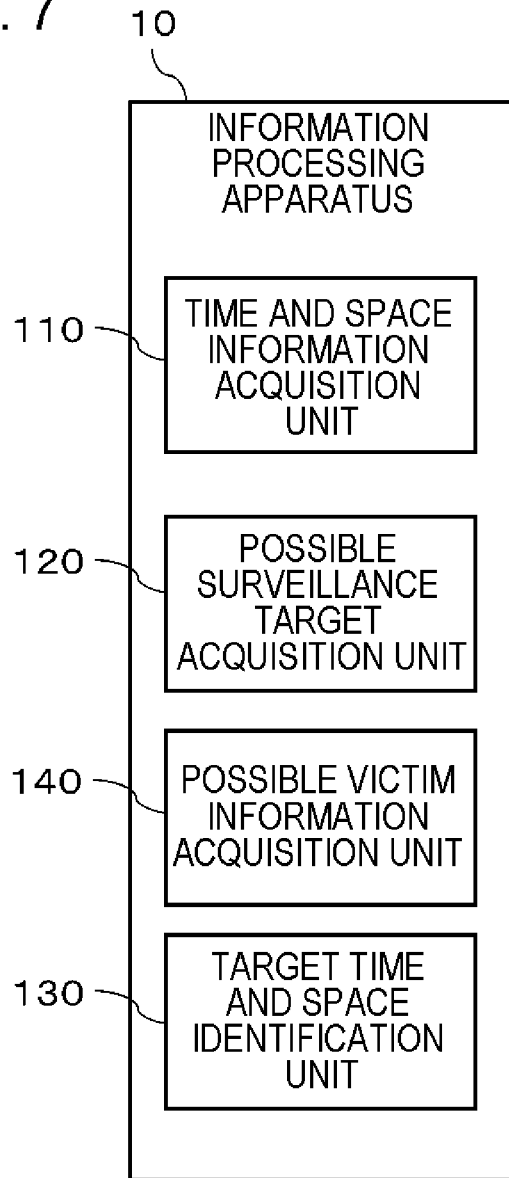 . 7
10
INFORMATION
PROCESSING
APPARATUS
110
TIME AND SPACE
INFORMATION
ACQUISITION
UNIT
120
POSSIBLE
SURVEILLANCE
TARGET
ACQUISITION UNIT
140
POSSIBLE VICTIM
INFORMATION
ACQUISITION UNIT
130
TARGET TIME
AND SPACE
IDENTIFICATION
UNIT